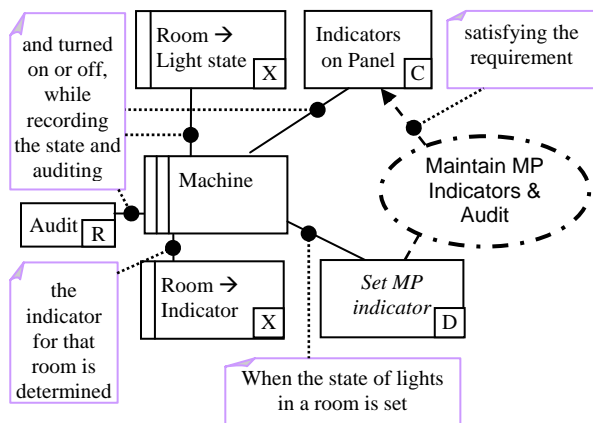 and turned
on or off,
while
recording
the state and
auditing
Room →
Light state
X
Indicators
on Panel
C
satisfying the
requirement
Machine
Maintain MP
Indicators &
Audit
Audit
R
the
indicator
for that
room is
determined
Room →
Indicator
X
Set MP
indicator
D
When the state of lights
in a room is set